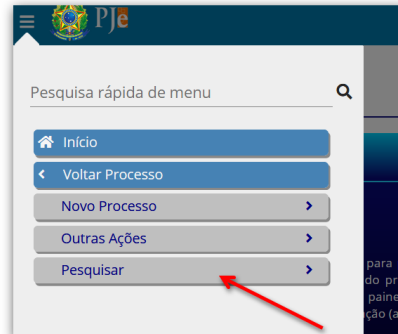 PJe
Pesquisa rápida de menu
Início
Voltar Processo
Novo Processo
Outras Ações
Pesquisar
para
do pr
paine
ção (a